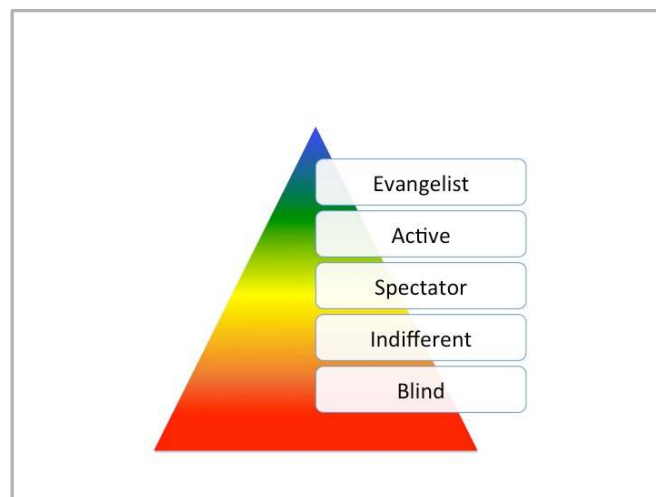 Evangelist
Active
Spectator
Indifferent
Blind